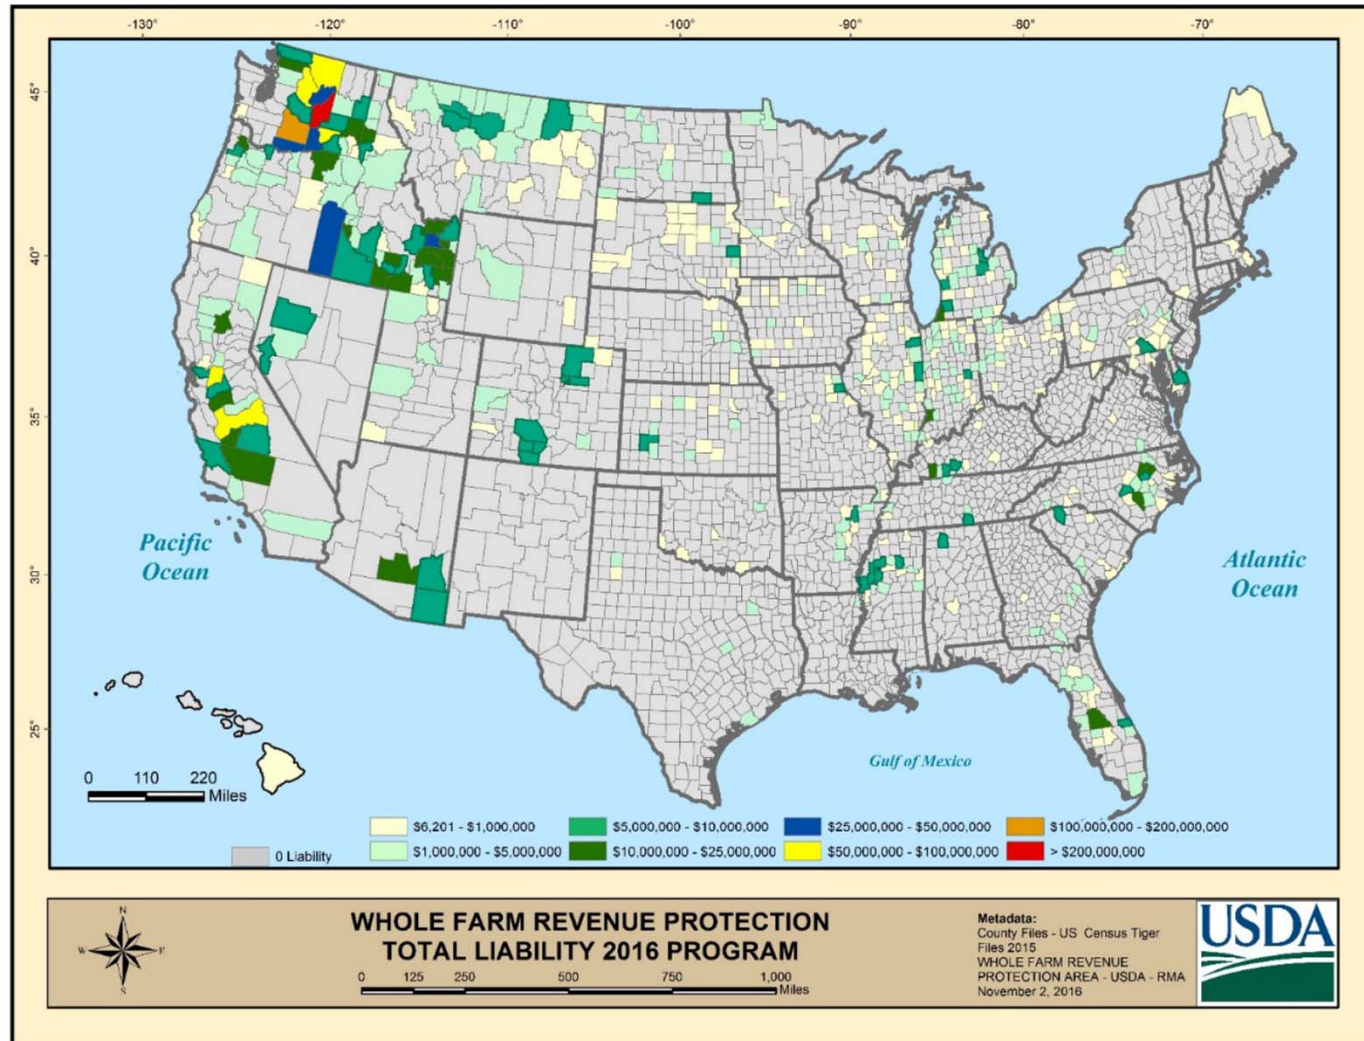 -130° -120° -110° -100° -90° -80° -70°
45°
40°
35°
30°
25°
Pacific
Ocean
Atlantic
Ocean
Gulf of Mexico
0 110 220
Miles
0 Liability
$6,201 - $1,000,000
$1,000,000 - $5,000,000
$5,000,000 - $10,000,000
$10,000,000 - $25,000,000
$25,000,000 - $50,000,000
$50,000,000 - $100,000,000
$100,000,000 - $200,000,000
> $200,000,000
N
W E
S
WHOLE FARM REVENUE PROTECTION
TOTAL LIABILITY 2016 PROGRAM
0 125 250 500 750 1,000
Miles
Metadata:
County Files - US Census Tiger
Files 2015
WHOLE FARM REVENUE
PROTECTION AREA - USDA - RMA
November 2, 2016
USDA